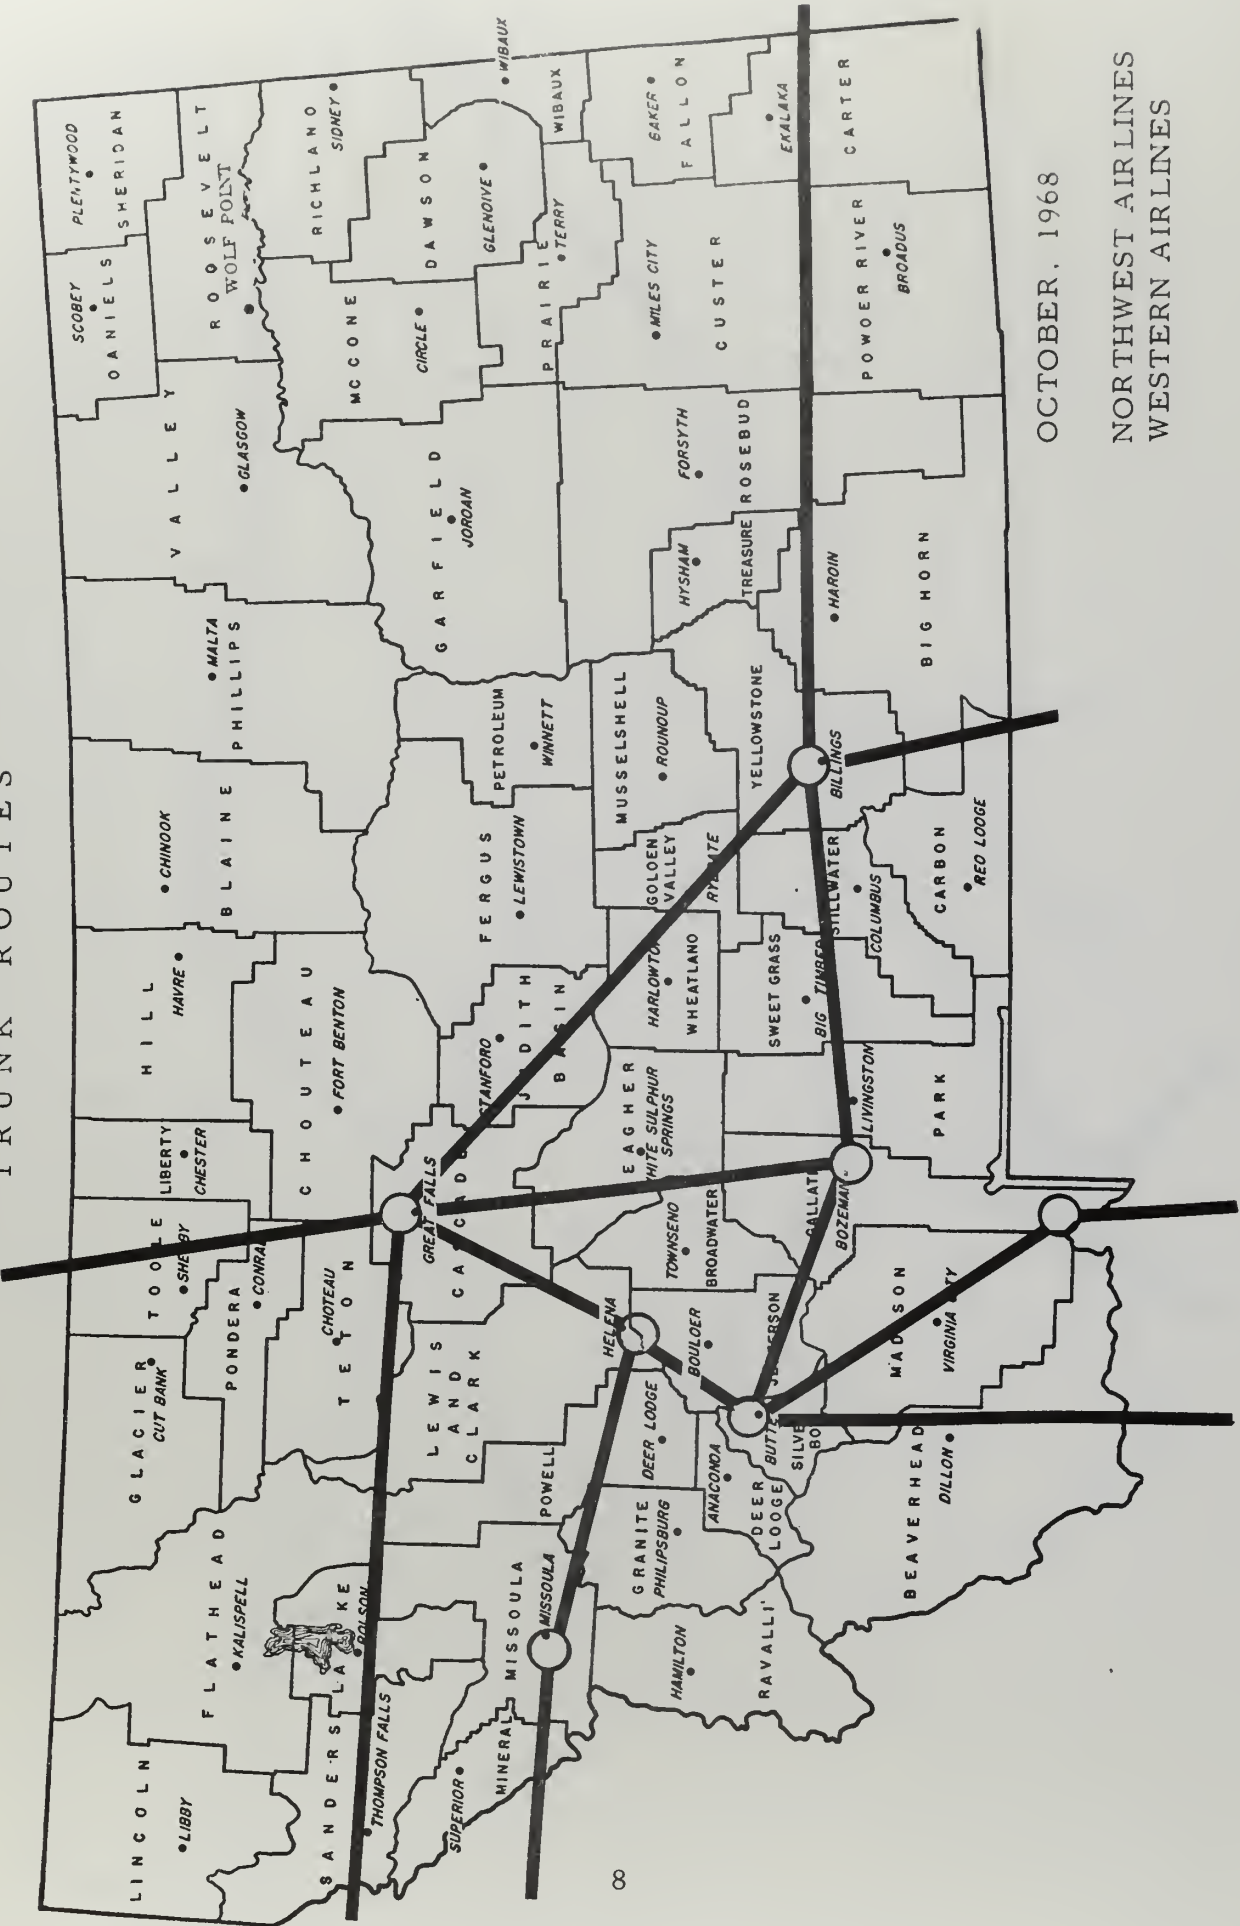 TRUNK ROUTES
LINCOLN
LIBBY
FLATHEAD
KALISPELL
GLACIER
CUT BANK
TOOLE
SHELBY
PONDERA
CONRAD
LIBERTY
CHESTER
HILL
HAVRE
BLAINE
CHINOOK
PHILLIPS
MALTA
VALLEY
GLASGOW
DANIELS
SCOBEY
SHERIDAN
PLENTYWOOD
ROOSEVELT
WOLF POINT
RICHLAND
SIDNEY
SANDERS
THOMPSON FALLS
LAKE
POLSON
TETON
CHOTEAU
CHOUTEAU
FORT BENTON
MCCONE
CIRCLE
DAWSON
GLENDIVE
WIBAUX
WIBAUX
MINERAL
SUPERIOR
MISSOULA
MISSOULA
POWELL
LEWIS
AND
CLARK
CASCADE
GREAT FALLS
JUDITH
BASIN
STANFORD
FERGUS
LEWISTOWN
PETROLEUM
WINNETT
GARFIELD
JORDAN
PRAIRIE
TERRY
HELENA
DEER LODGE
GRANITE
PHILIPSBURG
RAVALLI
HAMILTON
DEER
LODGE
ANACONDA
SILVER
BO
BUTTE
JEFFERSON
BOULDER
BROADWATER
TOWNSEND
EAGHER
WHITE SULPHUR
SPRINGS
WHEATLAND
HARLOWTON
GOLDEN
VALLEY
RYEGATE
MUSSELSHELL
ROUNDUP
YELLOWSTONE
BILLINGS
TREASURE
HYSHAM
ROSEBUD
FORSYTH
CUSTER
MILES CITY
FALLON
BAKER
BEAVERHEAD
DILLON
MADISON
VIRGINIA CITY
GALLATIN
BOZEMAN
PARK
LIVINGSTON
SWEET GRASS
BIG TIMBER
STILLWATER
COLUMBUS
CARBON
RED LODGE
BIG HORN
HARDIN
POWDER RIVER
BROADUS
CARTER
EKALAKA
OCTOBER, 1968
NORTHWEST AIRLINES
WESTERN AIRLINES
8